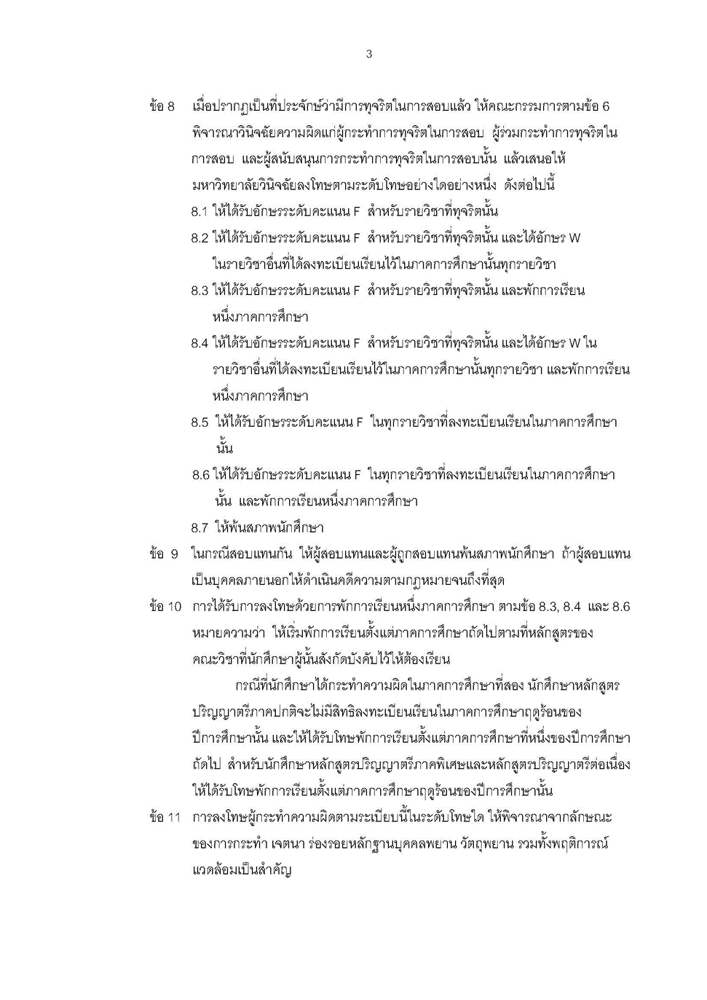 3
ข้อ 8 เมื่อปรากฏเป็นที่ประจักษ์ว่ามีการทุจริตในการสอบแล้ว ให้คณะกรรมการตามข้อ 6
พิจารณาวินิจฉัยความผิดแก่ผู้กระทำการทุจริตในการสอบ ผู้ร่วมกระทำการทุจริตใน
การสอบ และผู้สนับสนุนการกระทำการทุจริตในการสอบนั้น แล้วเสนอให้
มหาวิทยาลัยวินิจฉัยลงโทษตามระดับโทษอย่างใดอย่างหนึ่ง ดังต่อไปนี้
8.1 ให้ได้รับอักษรระดับคะแนน F สำหรับรายวิชาที่ทุจริตนั้น
8.2 ให้ได้รับอักษรระดับคะแนน F สำหรับรายวิชาที่ทุจริตนั้น และได้อักษร W
ในรายวิชาอื่นที่ได้ลงทะเบียนเรียนไว้ในภาคการศึกษานั้นทุกรายวิชา
8.3 ให้ได้รับอักษรระดับคะแนน F สำหรับรายวิชาที่ทุจริตนั้น และพักการเรียน
หนึ่งภาคการศึกษา
8.4 ให้ได้รับอักษรระดับคะแนน F สำหรับรายวิชาที่ทุจริตนั้น และได้อักษร W ใน
รายวิชาอื่นที่ได้ลงทะเบียนเรียนไว้ในภาคการศึกษานั้นทุกรายวิชา และพักการเรียน
หนึ่งภาคการศึกษา
8.5 ให้ได้รับอักษรระดับคะแนน F ในทุกรายวิชาที่ลงทะเบียนเรียนในภาคการศึกษา
นั้น
8.6 ให้ได้รับอักษรระดับคะแนน F ในทุกรายวิชาที่ลงทะเบียนเรียนในภาคการศึกษา
นั้น และพักการเรียนหนึ่งภาคการศึกษา
8.7 ให้พ้นสภาพนักศึกษา
ข้อ 9 ในกรณีสอบแทนกัน ให้ผู้สอบแทนและผู้ถูกสอบแทนพ้นสภาพนักศึกษา ถ้าผู้สอบแทน
เป็นบุคคลภายนอกให้ดำเนินคดีความตามกฎหมายจนถึงที่สุด
ข้อ 10 การได้รับการลงโทษด้วยการพักการเรียนหนึ่งภาคการศึกษา ตามข้อ 8.3, 8.4 และ 8.6
หมายความว่า ให้เริ่มพักการเรียนตั้งแต่ภาคการศึกษาถัดไปตามที่หลักสูตรของ
คณะวิชาที่นักศึกษาผู้นั้นสังกัดบังคับไว้ให้ต้องเรียน
กรณีที่นักศึกษาได้กระทำความผิดในภาคการศึกษาที่สอง นักศึกษาหลักสูตร
ปริญญาตรีภาคปกติจะไม่มีสิทธิลงทะเบียนเรียนในภาคการศึกษาฤดูร้อนของ
ปีการศึกษานั้น และให้ได้รับโทษพักการเรียนตั้งแต่ภาคการศึกษาที่หนึ่งของปีการศึกษา
ถัดไป สำหรับนักศึกษาหลักสูตรปริญญาตรีภาคพิเศษและหลักสูตรปริญญาตรีต่อเนื่อง
ให้ได้รับโทษพักการเรียนตั้งแต่ภาคการศึกษาฤดูร้อนของปีการศึกษานั้น
ข้อ 11 การลงโทษผู้กระทำความผิดตามระเบียบนี้ในระดับโทษใด ให้พิจารณาจากลักษณะ
ของการกระทำ เจตนา ร่องรอยหลักฐานบุคคลพยาน วัตถุพยาน รวมทั้งพฤติการณ์
แวดล้อมเป็นสำคัญ